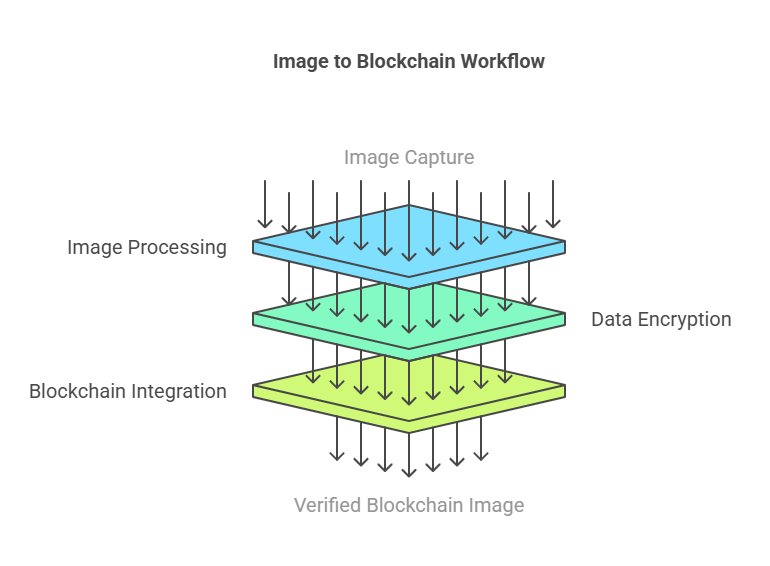 Image to Blockchain Workflow
Image Capture
Image Processing
Data Encryption
Blockchain Integration
Verified Blockchain Image